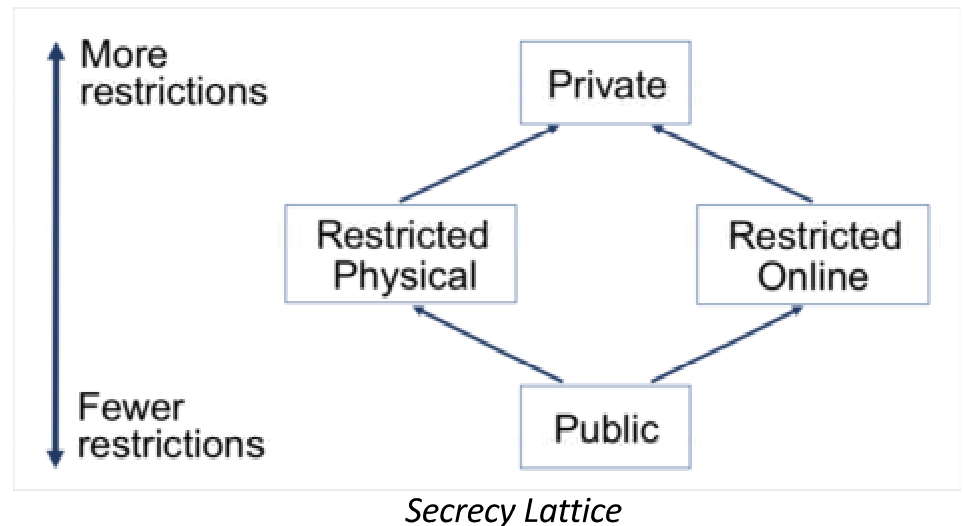 More
restrictions
Private
Restricted
Physical
Restricted
Online
Fewer
restrictions
Public
Secrecy Lattice